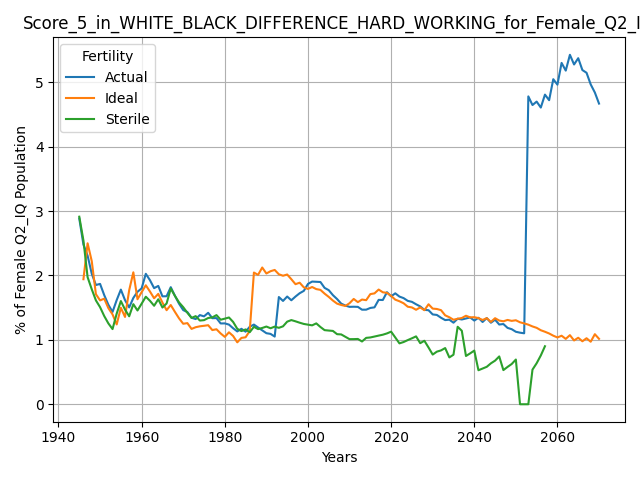 Score_5_in_WHITE_BLACK_DIFFERENCE_HARD_WORKING_for_Female_Q2_I
Fertility
Actual
Ideal
Sterile
% of Female Q2_IQ Population
5
4
3
2
1
0
1940
1960
1980
2000
2020
2040
2060
Years